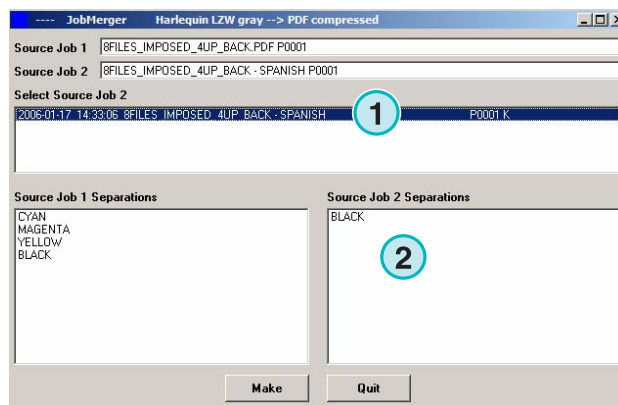 ---- JobMerger Harlequin LZW gray --> PDF compressed
Source Job 1 8FILES_IMPOSED_4UP_BACK.PDF P0001
Source Job 2 8FILES_IMPOSED_4UP_BACK - SPANISH P0001
Select Source Job 2
2006-01-17 14:33:06 8FILES_IMPOSED_4UP_BACK - SPANISH P0001 K
1
Source Job 1 Separations Source Job 2 Separations
CYAN BLACK
MAGENTA
YELLOW
BLACK
2
Make Quit